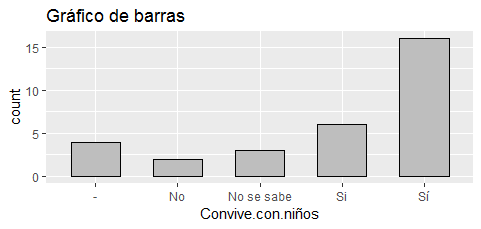 Gráfico de barras
count
15
10
5
0
- No No se sabe Si Sí
Convive.con.niños